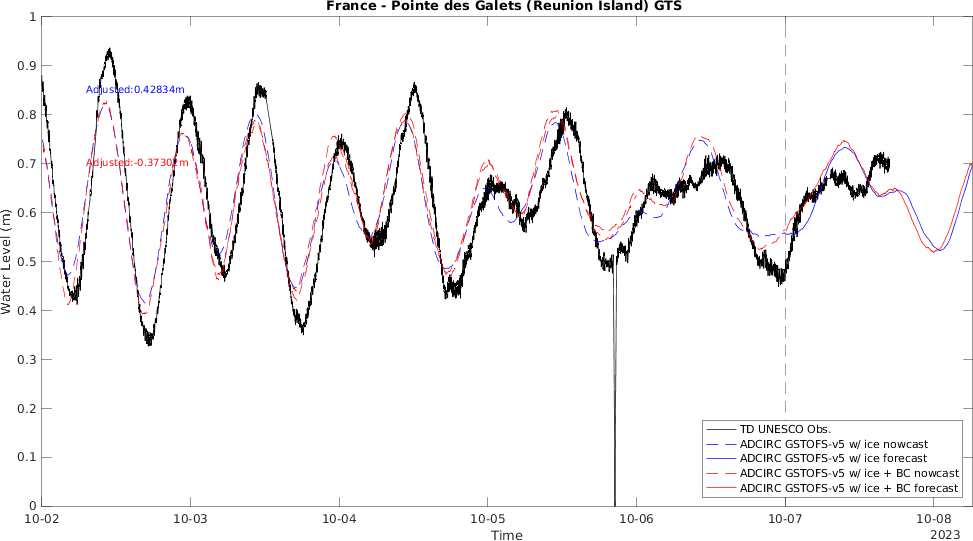 France - Pointe des Galets (Reunion Island) GTS
1
0.9
0.8
0.7
0.6
0.5
0.4
0.3
0.2
0.1
0
Water Level (m)
Adjusted:0.42834m
Adjusted:-0.37302m
TD UNESCO Obs.
ADCIRC GSTOFS-v5 w/ ice nowcast
ADCIRC GSTOFS-v5 w/ ice forecast
ADCIRC GSTOFS-v5 w/ ice + BC nowcast
ADCIRC GSTOFS-v5 w/ ice + BC forecast
10-02 10-03 10-04 10-05 10-06 10-07 10-08
Time 2023